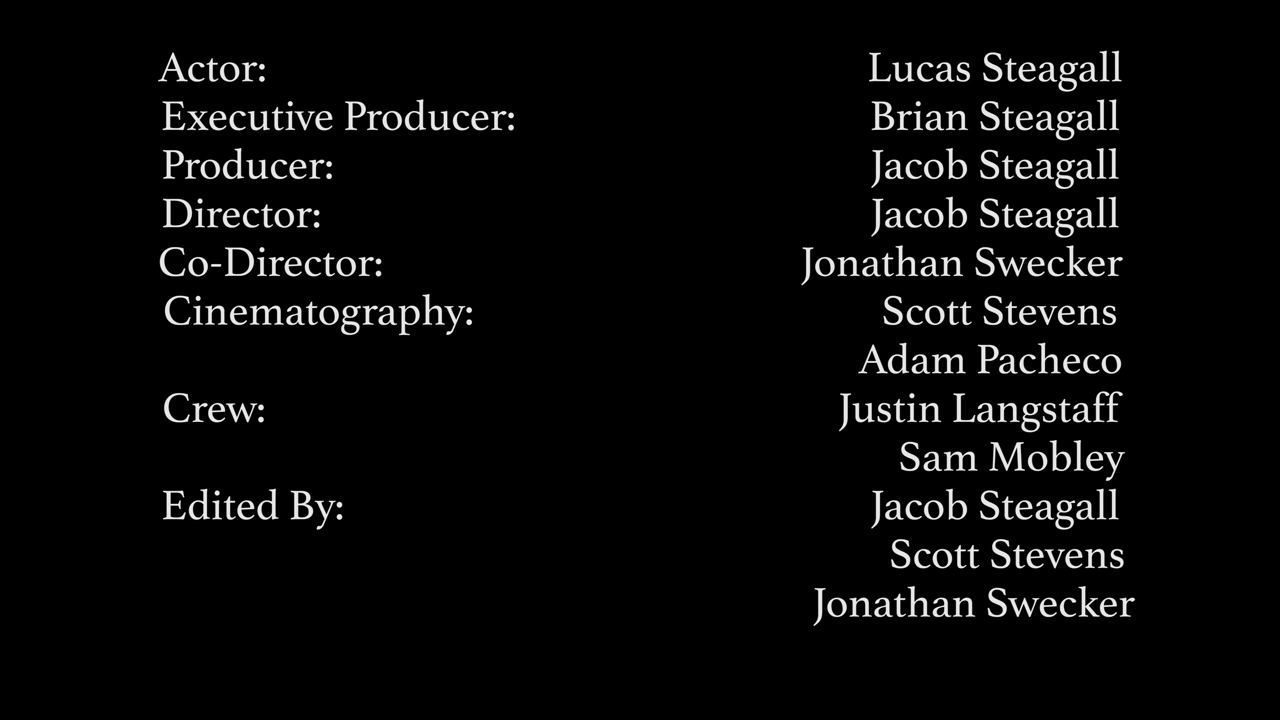 Actor: Lucas Steagall
Executive Producer: Brian Steagall
Producer: Jacob Steagall
Director: Jacob Steagall
Co-Director: Jonathan Swecker
Cinematography: Scott Stevens
Adam Pacheco
Crew: Justin Langstaff
Sam Mobley
Edited By: Jacob Steagall
Scott Stevens
Jonathan Swecker